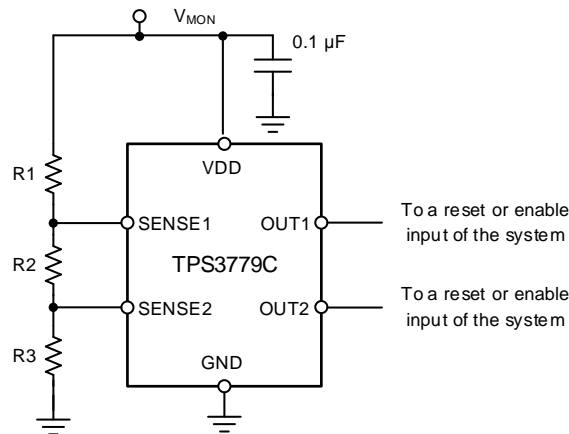 VMON
0.1 µF
R1
VDD
SENSE1
OUT1
To a reset or enable
input of the system
R2
TPS3779C
SENSE2
OUT2
To a reset or enable
input of the system
R3
GND